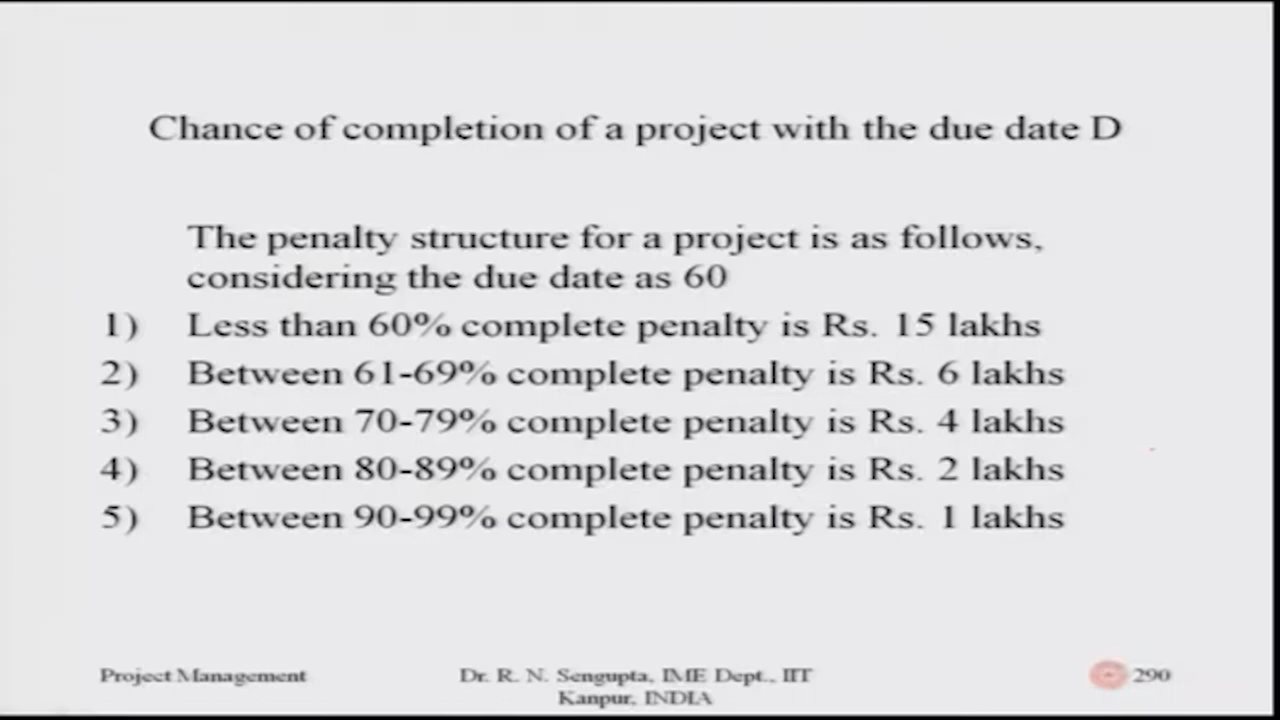 Chance of completion of a project with the due date D
The penalty structure for a project is as follows,
considering the due date as 60
1) Less than 60% complete penalty is Rs. 15 lakhs
2) Between 61-69% complete penalty is Rs. 6 lakhs
3) Between 70-79% complete penalty is Rs. 4 lakhs
4) Between 80-89% complete penalty is Rs. 2 lakhs
5) Between 90-99% complete penalty is Rs. 1 lakhs
Project Management
Dr. R. N. Sengupta, IME Dept., IIT
Kanpur, INDIA
290